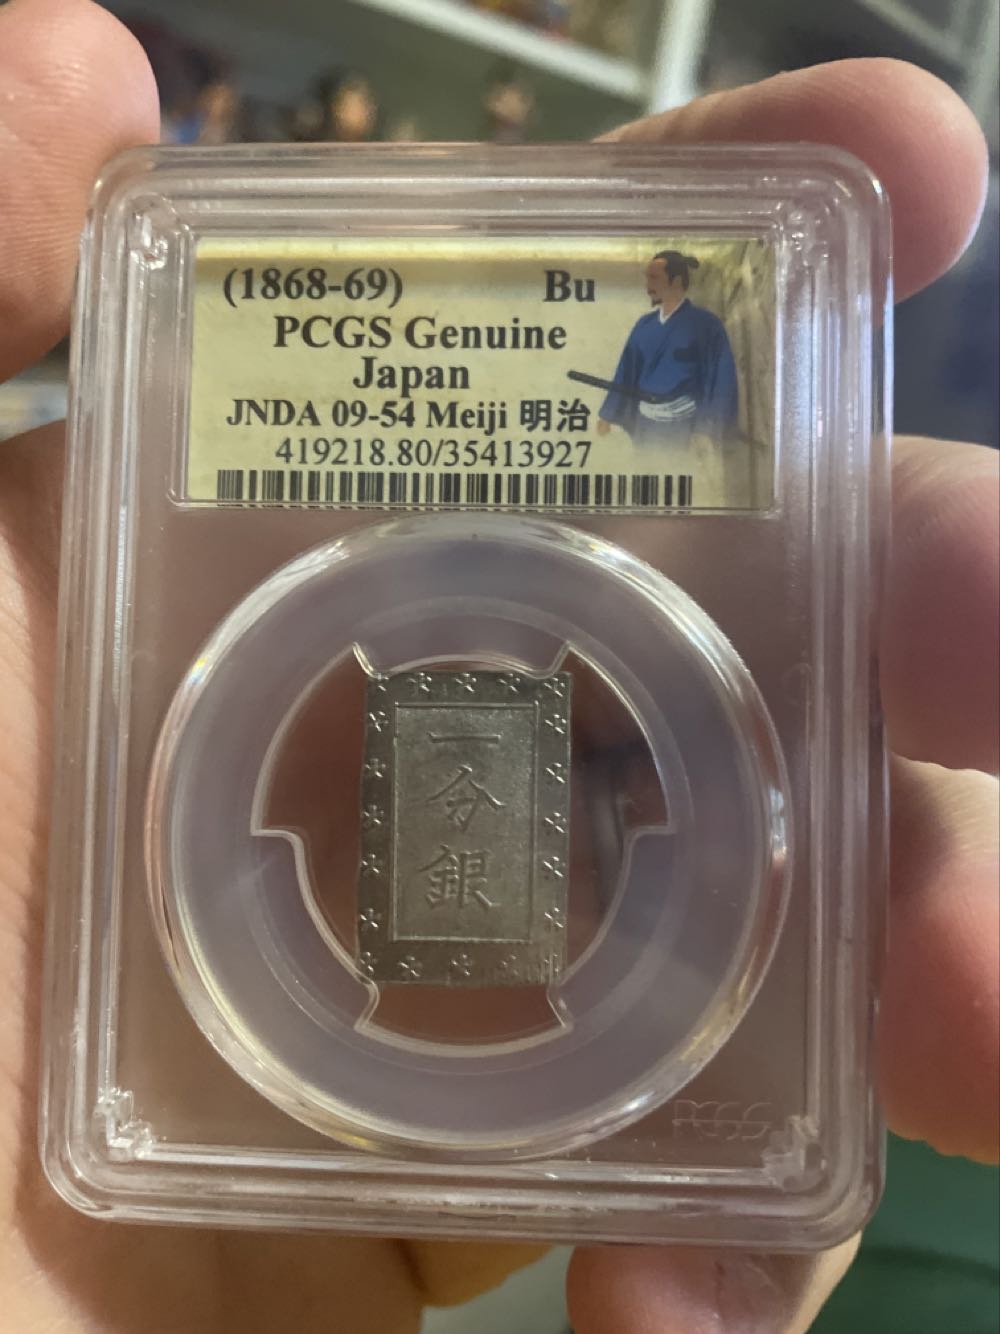 (1868-69) Bu
PCGS Genuine
Japan
JNDA 09-54 Meiji 明治
419218.80/35413927
一
分
銀
PCGS